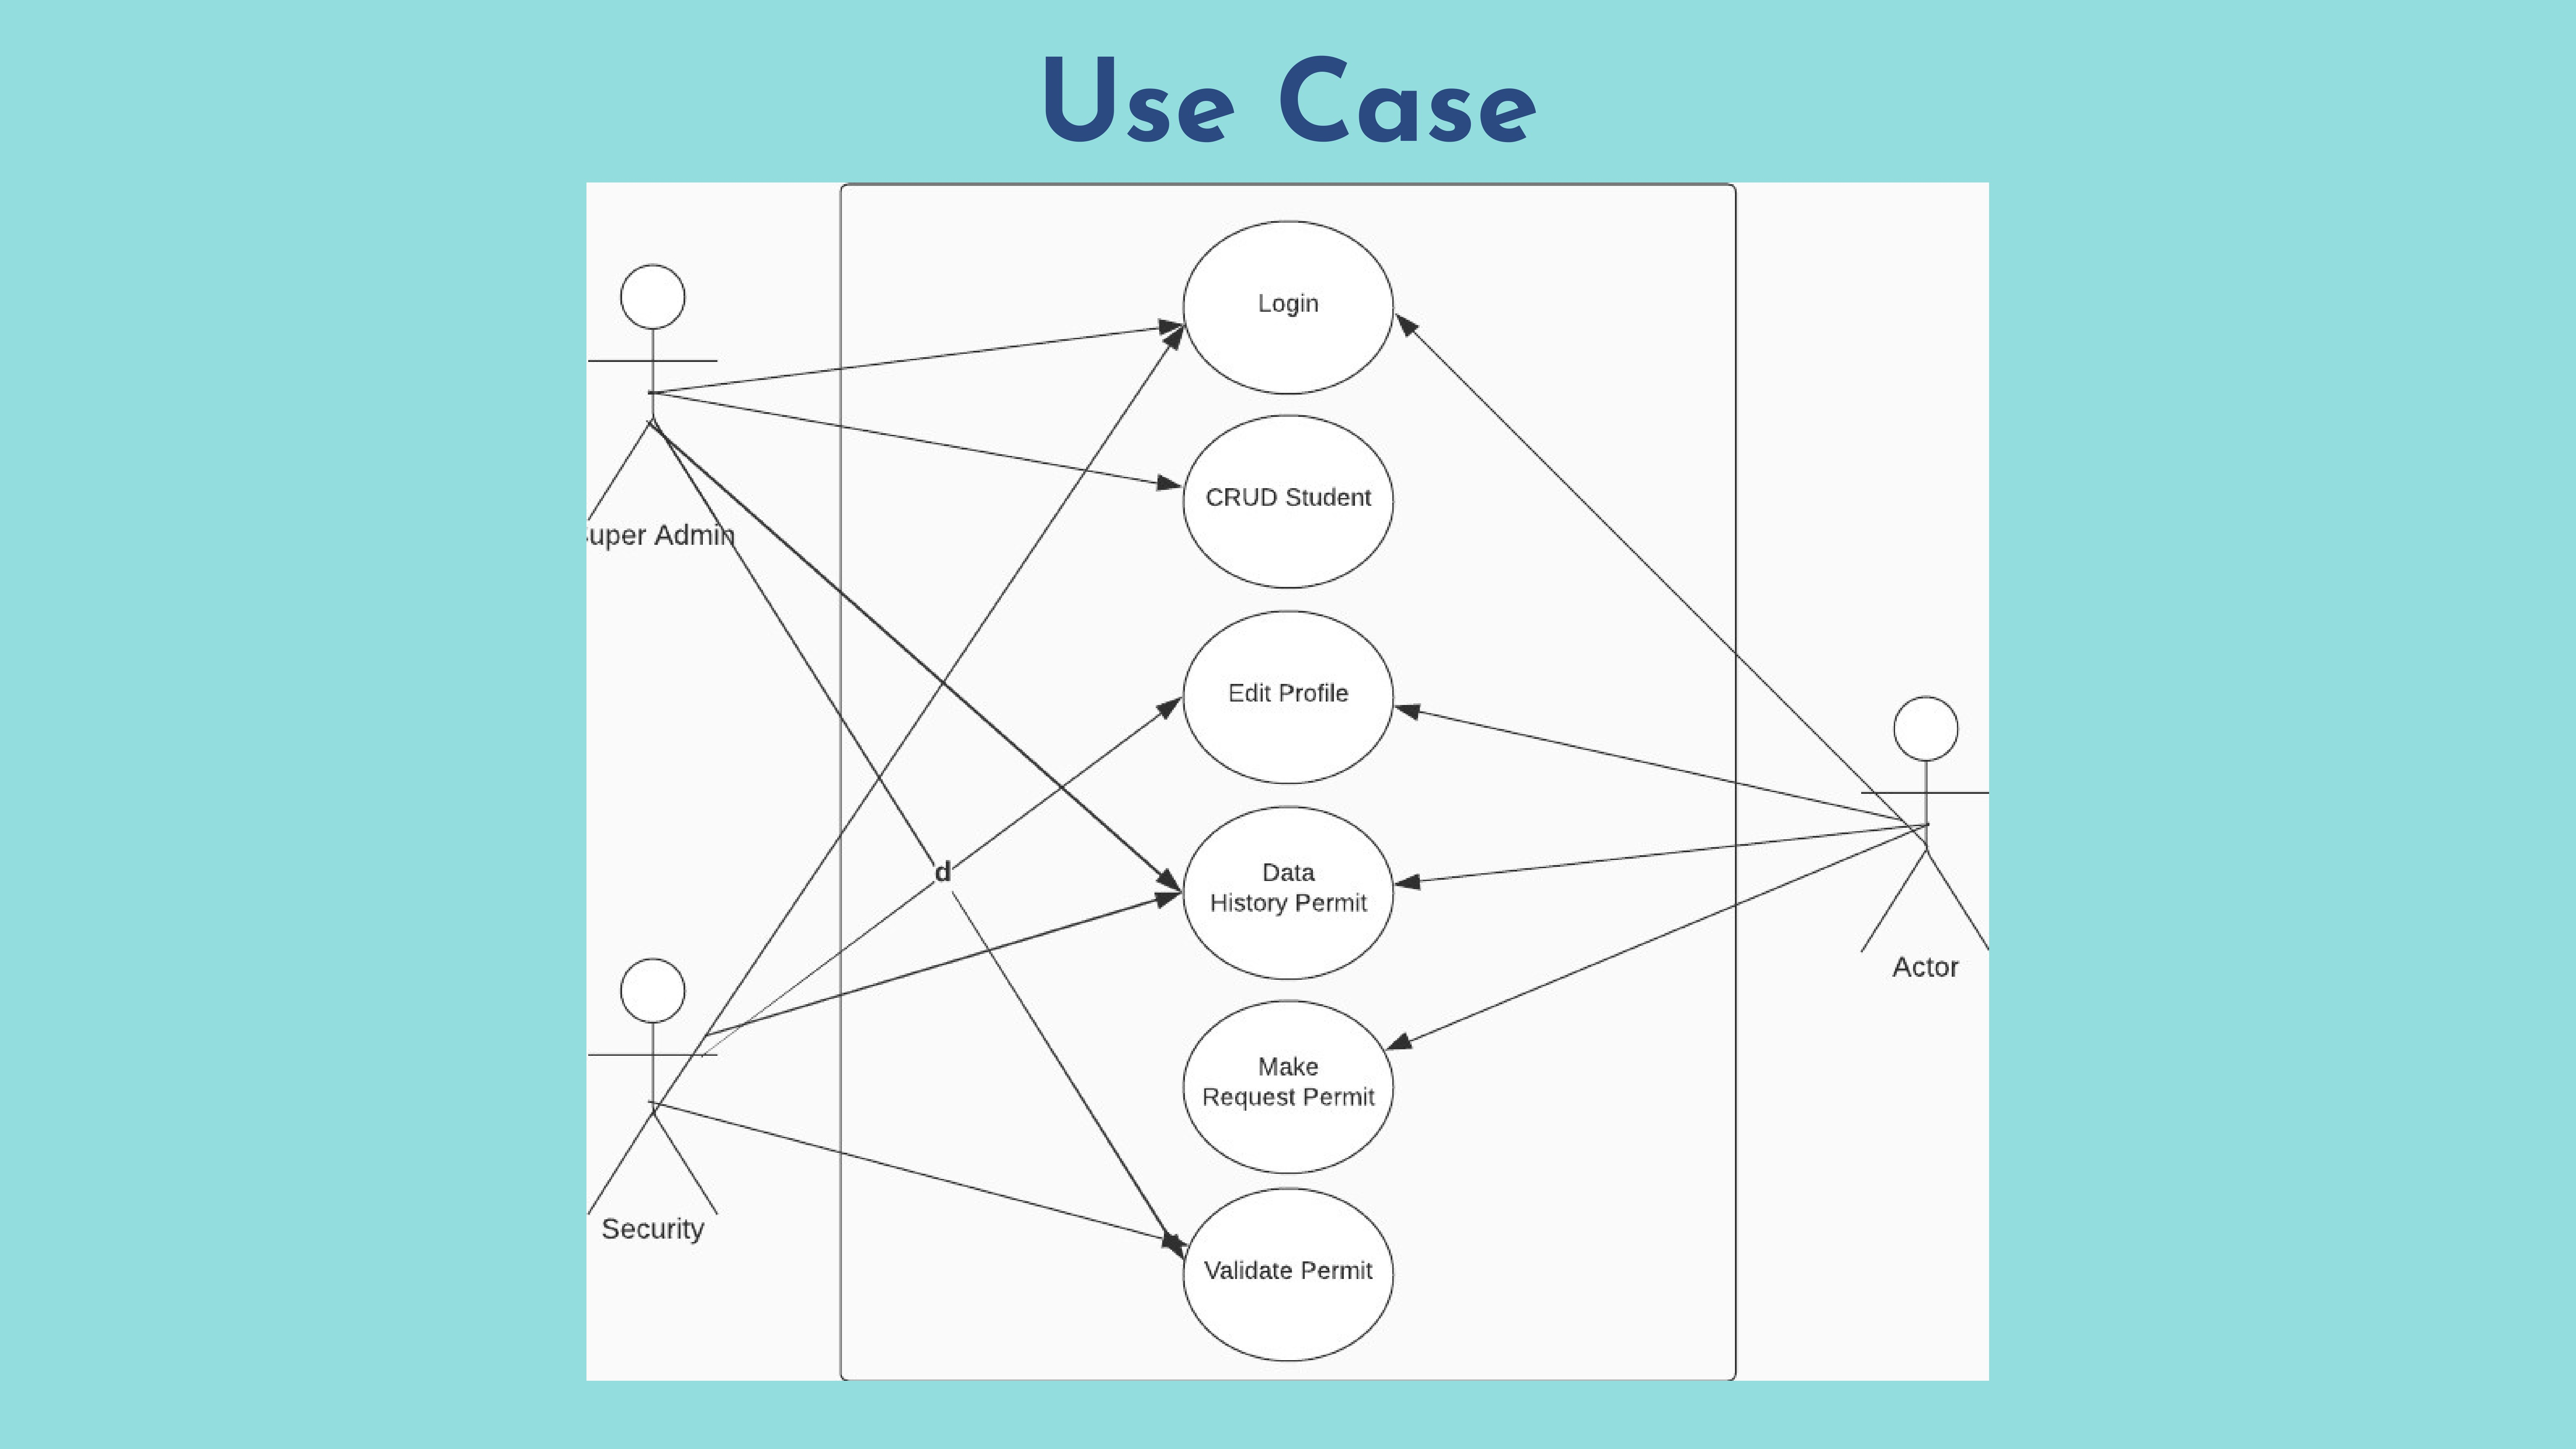 Use Case
Login
CRUD Student
uper Admin
Edit Profile
d
Data
History Permit
Actor
Make
Request Permit
Security
Validate Permit